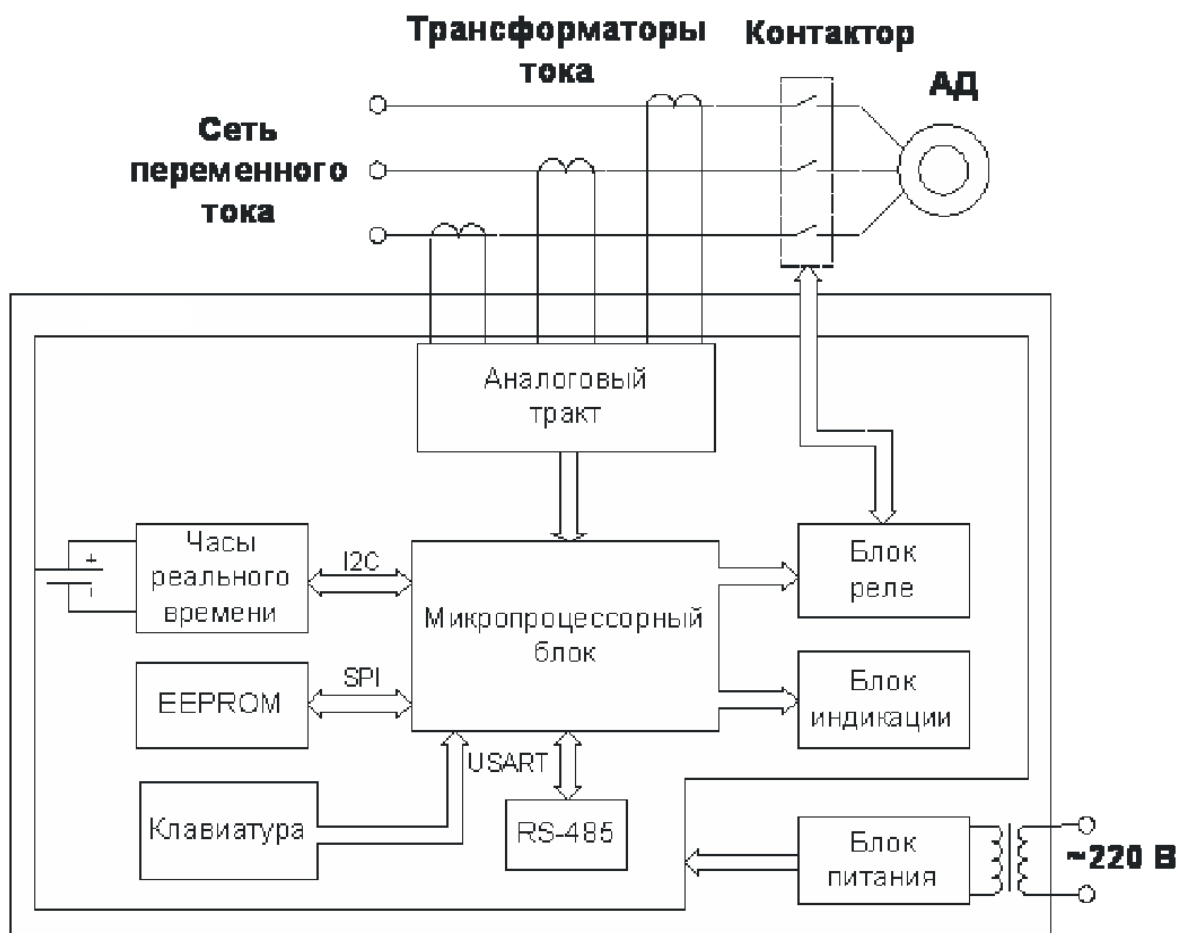 Трансформаторы
тока
Контактор
АД
Сеть
переменного
тока
Аналоговый
тракт
Часы
реального
времени
+
-
I2C
Микропроцессорный
блок
Блок
реле
EEPROM
SPI
Блок
индикации
USART
Клавиатура
RS-485
Блок
питания
~220 В